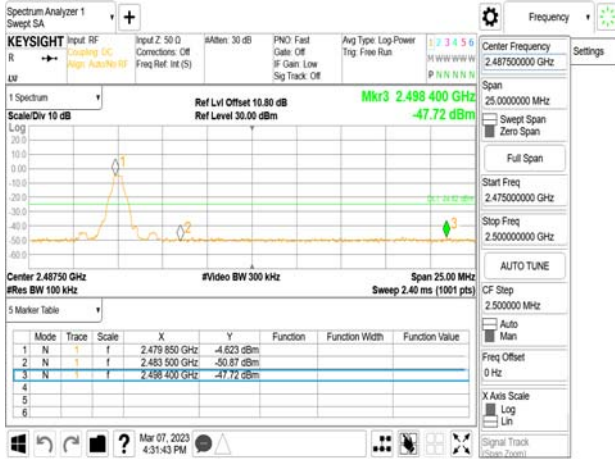 Spectrum Analyzer 1
Swept SA
+
Frequency
KEYSIGHT
Input: RF
Coupling: DC
Align: Auto/No RF
Input Z: 50 Ω
Corrections: Off
Freq Ref: Int (S)
#Atten: 30 dB
PNO: Fast
Gate: Off
IF Gain: Low
Sig Track: Off
Avg Type: Log-Power
Trig: Free Run
1 2 3 4 5 6
M W W W W W
P N N N N N
R
LXI
1 Spectrum
Scale/Div 10 dB
Ref Lvl Offset 10.80 dB
Ref Level 30.00 dBm
Mkr3 2.498 400 GHz
-47.72 dBm
Log
20.0
10.0
0.00
-10.0
-20.0
-30.0
-40.0
-50.0
-60.0
1
2
3
Center 2.48750 GHz
#Res BW 100 kHz
#Video BW 300 kHz
Span 25.00 MHz
Sweep 2.40 ms (1001 pts)
5 Marker Table
Mode Trace Scale X Y Function Function Width Function Value
1 N 1 f 2.479 850 GHz -4.623 dBm
2 N 1 f 2.483 500 GHz -50.87 dBm
3 N 1 f 2.498 400 GHz -47.72 dBm
4
5
6
Mar 07, 2023
4:31:43 PM
?
Center Frequency
2.487500000 GHz
Settings
Span
25.0000000 MHz
Swept Span
Zero Span
Full Span
Start Freq
2.475000000 GHz
Stop Freq
2.500000000 GHz
AUTO TUNE
CF Step
2.500000 MHz
Auto
Man
Freq Offset
0 Hz
X Axis Scale
Log
Lin
Signal Track
(Span Zoom)